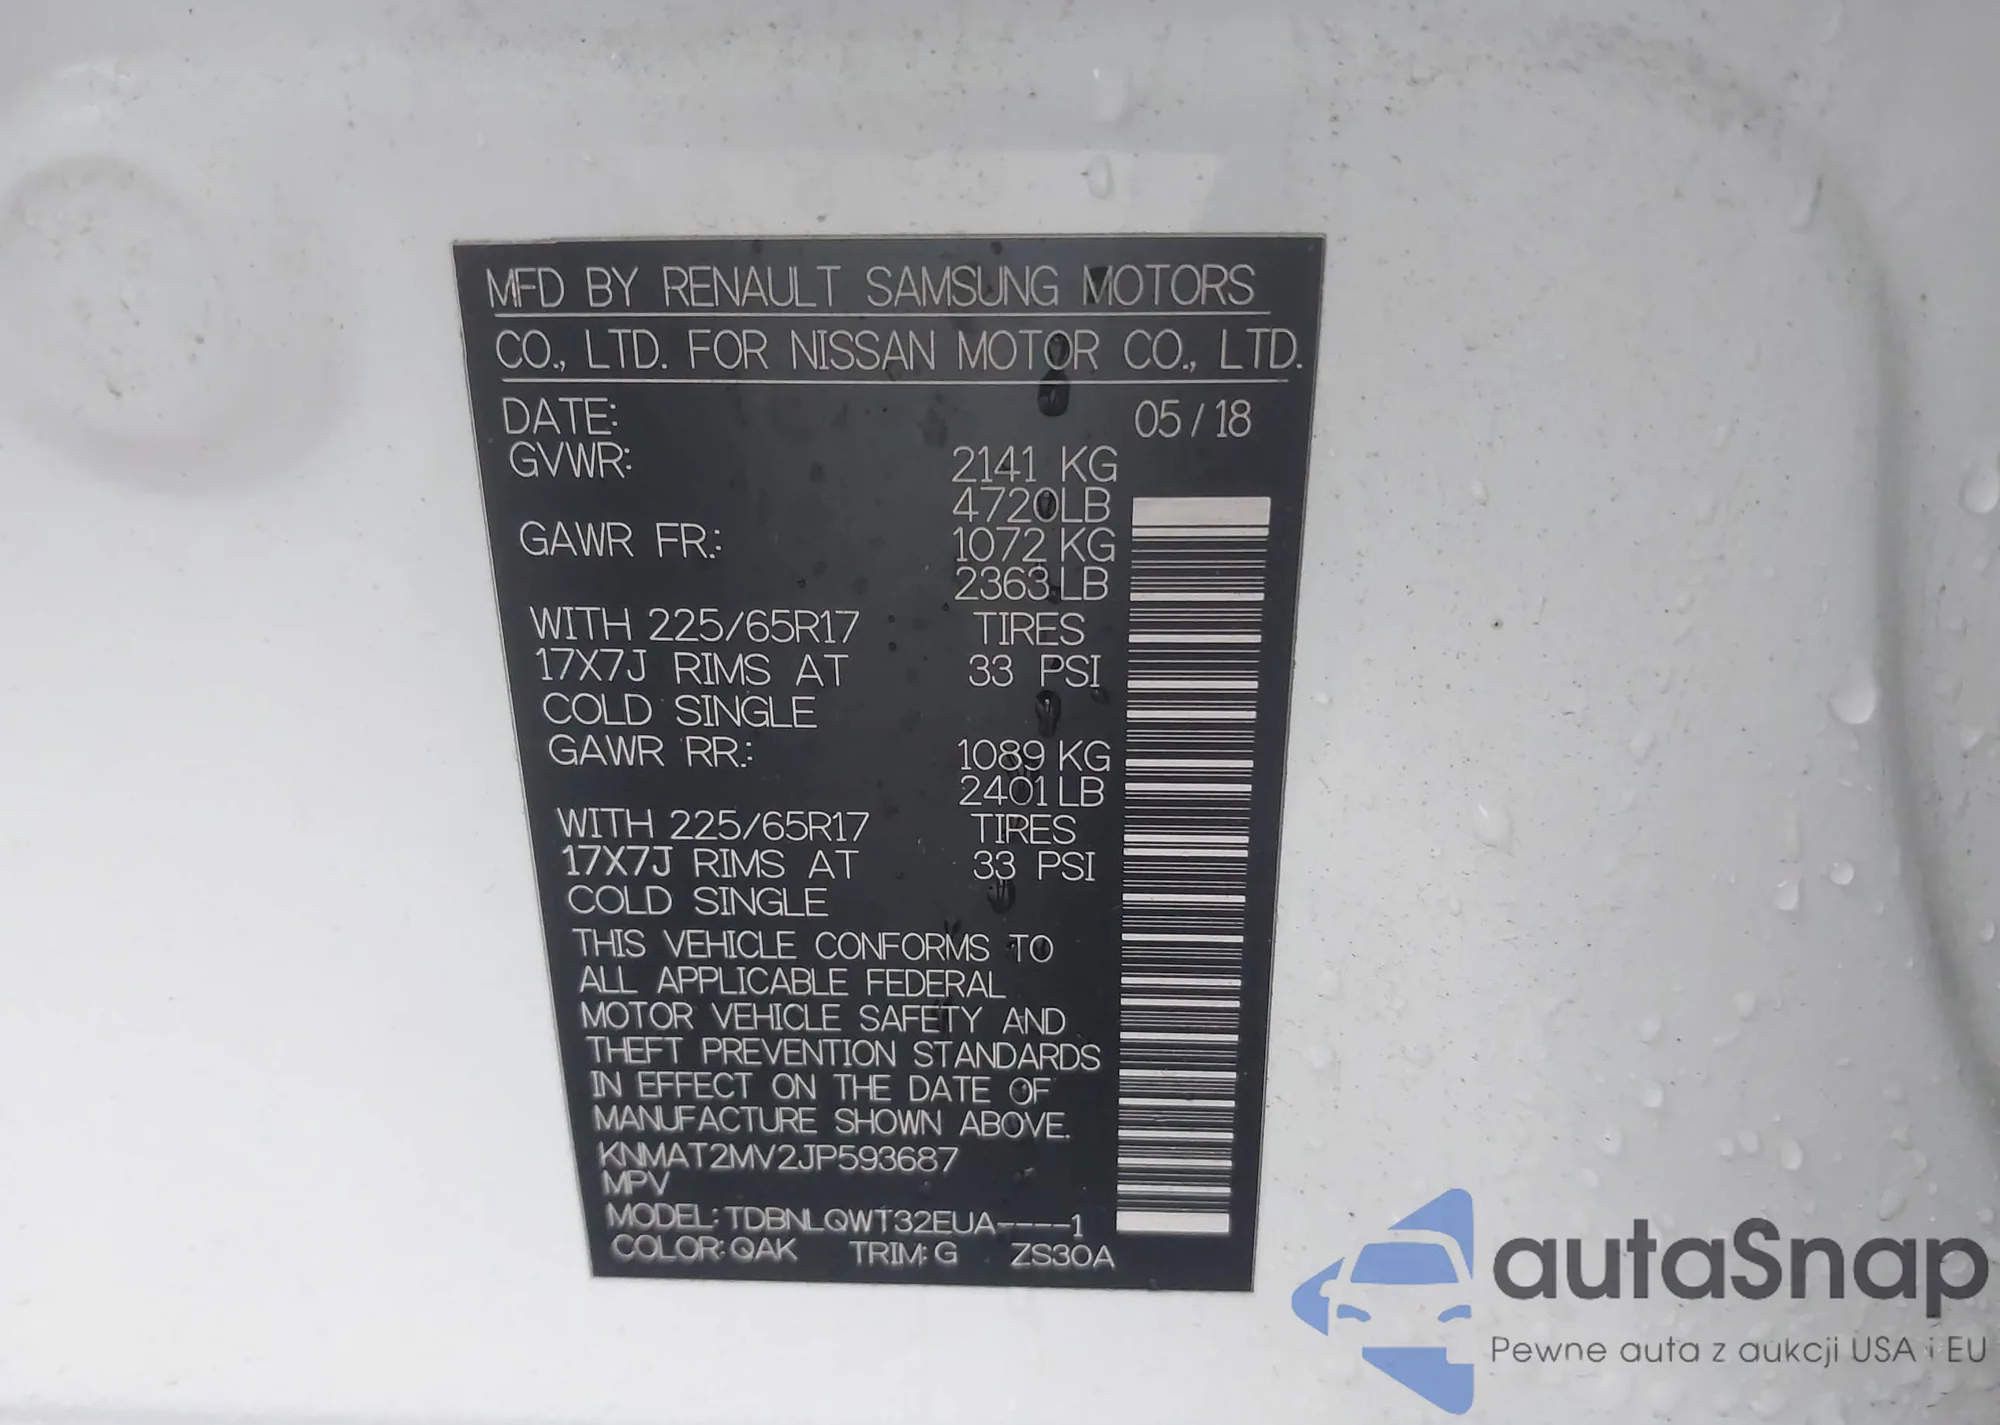 MFD BY RENAULT SAMSUNG MOTORS
CO., LTD. FOR NISSAN MOTOR CO., LTD.
DATE: 05/18
GVWR: 2141 KG
4720LB
GAWR FR.: 1072 KG
2363LB
WITH 225/65R17 TIRES
17X7J RIMS AT 33 PSI
COLD SINGLE
GAWR RR.: 1089 KG
2401LB
WITH 225/65R17 TIRES
17X7J RIMS AT 33 PSI
COLD SINGLE
THIS VEHICLE CONFORMS TO
ALL APPLICABLE FEDERAL
MOTOR VEHICLE SAFETY AND
THEFT PREVENTION STANDARDS
IN EFFECT ON THE DATE OF
MANUFACTURE SHOWN ABOVE.
KNMAT2MV2JP593687
MPV
MODEL: TDBNLQWT32EUA----1
COLOR: QAK TRIM: G ZS30A
autaSnap
Pewne auta z aukcji USA i EU